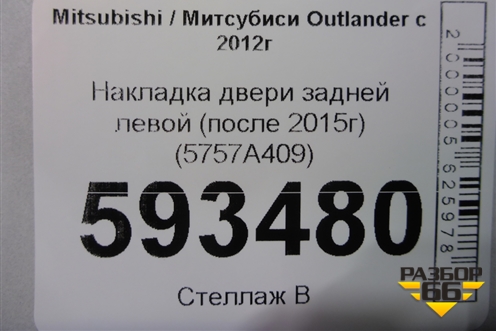 Mitsubishi / Митсубиси Outlander с
2012г
Накладка двери задней
левой (после 2015г)
(5757A409)
593480
Стеллаж В
2000005625978
РАЗБОР
66